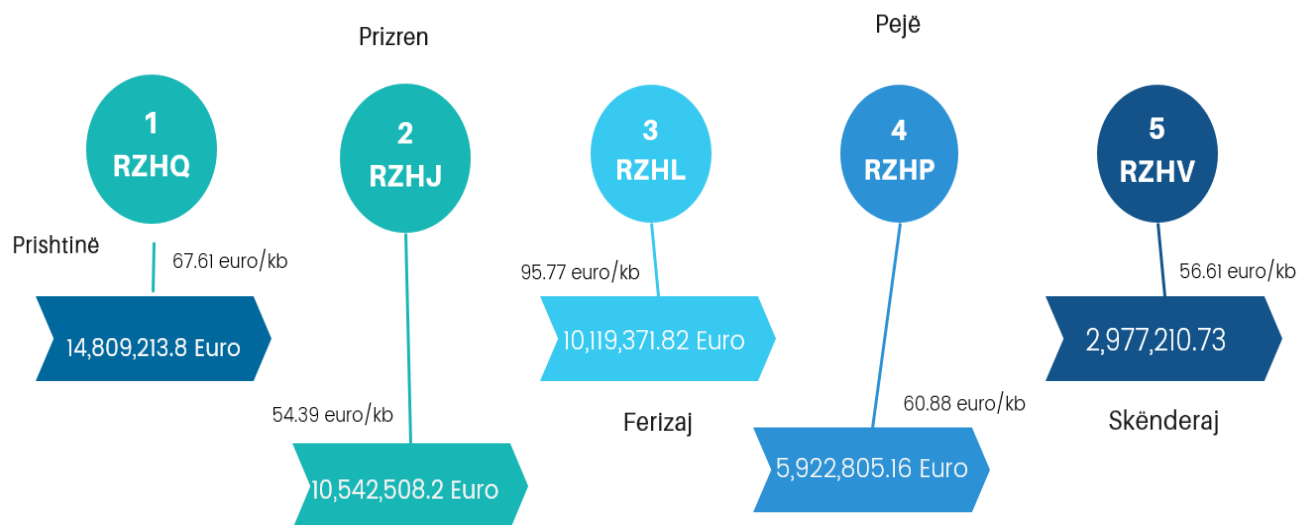 Prishtinë
1
RZHQ
67.61 euro/kb
14,809,213.8 Euro
Prizren
2
RZHJ
54.39 euro/kb
10,542,508.2 Euro
3
RZHL
95.77 euro/kb
10,119,371.82 Euro
Ferizaj
Pejë
4
RZHP
60.88 euro/kb
5,922,805.16 Euro
5
RZHV
56.61 euro/kb
2,977,210.73
Skënderaj